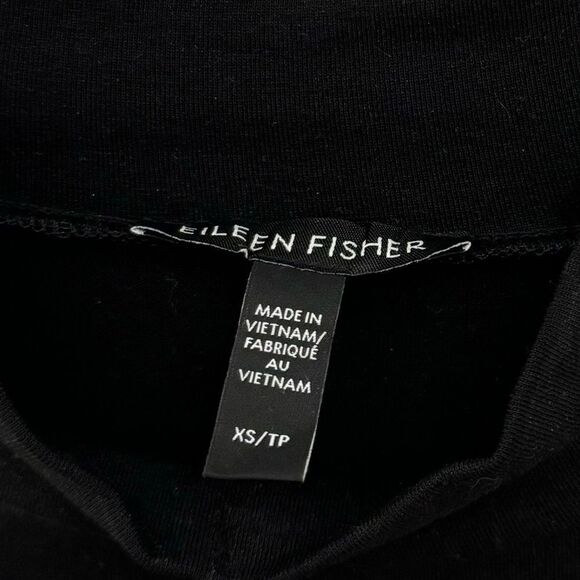 EILEEN FISHER
MADE IN
VIETNAM/
FABRIQUÉ
AU
VIETNAM
XS/TP